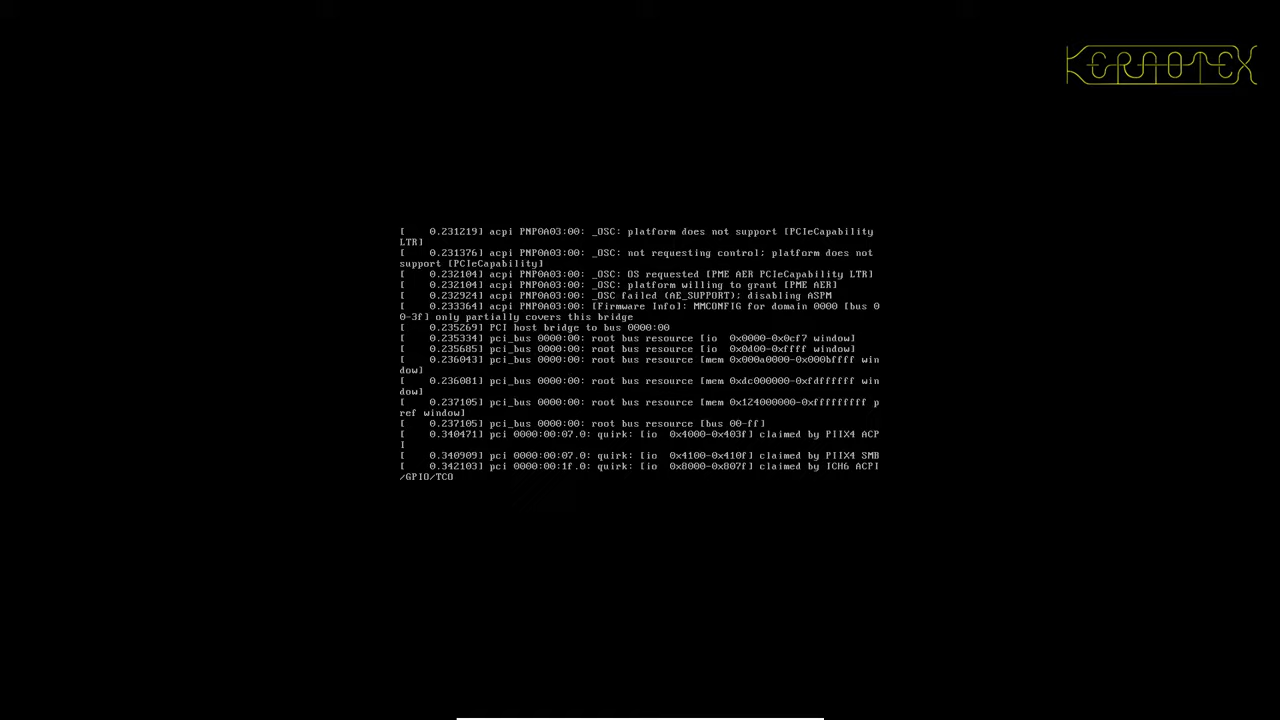 KERNOTEX
[    0.231219] acpi PNP0A03:00: _OSC: platform does not support [PCIeCapability
LTR]
[    0.231376] acpi PNP0A03:00: _OSC: not requesting control; platform does not
support [PCIeCapability]
[    0.232104] acpi PNP0A03:00: _OSC: OS requested [PME AER PCIeCapability LTR]
[    0.232104] acpi PNP0A03:00: _OSC: platform willing to grant [PME AER]
[    0.232924] acpi PNP0A03:00: _OSC failed (AE_SUPPORT); disabling ASPM
[    0.233364] acpi PNP0A03:00: [Firmware Info]: MMCONFIG for domain 0000 [bus 0
0-3f] only partially covers this bridge
[    0.235269] PCI host bridge to bus 0000:00
[    0.235334] pci_bus 0000:00: root bus resource [io  0x0000-0x0cf7 window]
[    0.235685] pci_bus 0000:00: root bus resource [io  0x0d00-0xffff window]
[    0.236043] pci_bus 0000:00: root bus resource [mem 0x000a0000-0x000bffff win
dow]
[    0.236081] pci_bus 0000:00: root bus resource [mem 0xdc000000-0xfdffffff win
dow]
[    0.237105] pci_bus 0000:00: root bus resource [mem 0x124000000-0xfffffffff p
ref window]
[    0.237105] pci_bus 0000:00: root bus resource [bus 00-ff]
[    0.340471] pci 0000:00:07.0: quirk: [io  0x4000-0x403f] claimed by PIIX4 ACP
I
[    0.340909] pci 0000:00:07.0: quirk: [io  0x4100-0x410f] claimed by PIIX4 SMB
[    0.342103] pci 0000:00:1f.0: quirk: [io  0x8000-0x807f] claimed by ICH6 ACPI
/GPIO/TCO